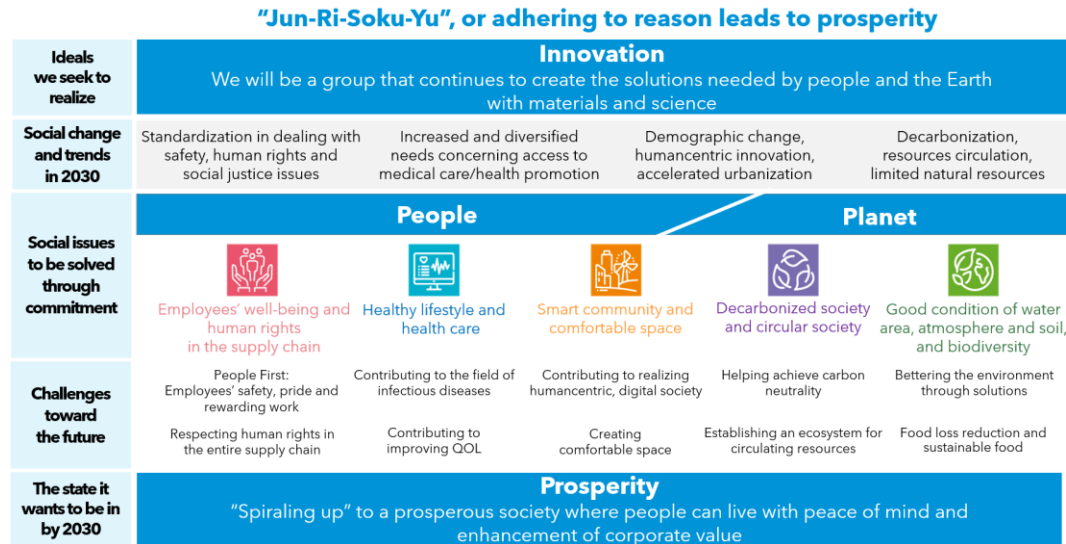 “Jun-Ri-Soku-Yu”, or adhering to reason leads to prosperity
Ideals
we seek to
realize
Innovation
We will be a group that continues to create the solutions needed by people and the Earth
with materials and science
Social change
and trends
in 2030
Standardization in dealing with
safety, human rights and
social justice issues
Increased and diversified
needs concerning access to
medical care/health promotion
Demographic change,
humancentric innovation,
accelerated urbanization
Decarbonization,
resources circulation,
limited natural resources
Social issues
to be solved
through
commitment
People
Planet
Employees’ well-being and
human rights
in the supply chain
Healthy lifestyle and
health care
Smart community and
comfortable space
Decarbonized society
and circular society
Good condition of water
area, atmosphere and soil,
and biodiversity
Challenges
toward
the future
People First:
Employees’ safety, pride and
rewarding work
Contributing to the field of
infectious diseases
Contributing to realizing
humancentric, digital society
Helping achieve carbon
neutrality
Bettering the environment
through solutions
Respecting human rights in
the entire supply chain
Contributing to
improving QOL
Creating
comfortable space
Establishing an ecosystem for
circulating resources
Food loss reduction and
sustainable food
The state it
wants to be in
by 2030
Prosperity
“Spiraling up” to a prosperous society where people can live with peace of mind and
enhancement of corporate value